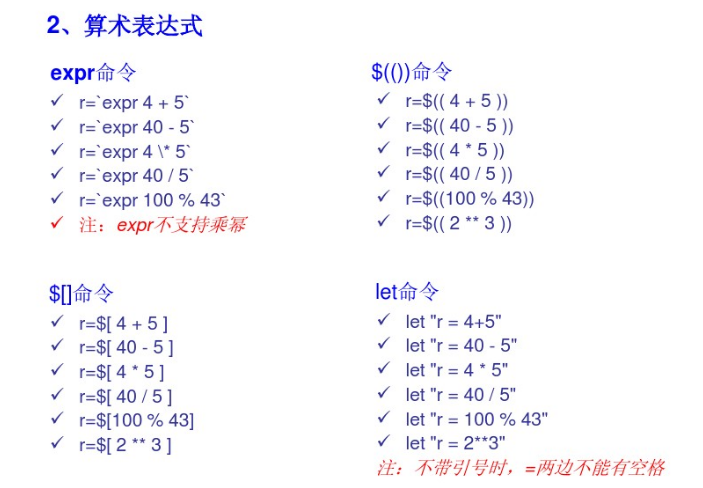 2、算术表达式
expr命令
✓ r=`expr 4 + 5`
✓ r=`expr 40 - 5`
✓ r=`expr 4 \* 5`
✓ r=`expr 40 / 5`
✓ r=`expr 100 % 43`
✓ 注：expr不支持乘幂
$(())命令
✓ r=$(( 4 + 5 ))
✓ r=$(( 40 - 5 ))
✓ r=$(( 4 * 5 ))
✓ r=$(( 40 / 5 ))
✓ r=$((100 % 43))
✓ r=$(( 2 ** 3 ))
$[]命令
✓ r=$[ 4 + 5 ]
✓ r=$[ 40 - 5 ]
✓ r=$[ 4 * 5 ]
✓ r=$[ 40 / 5 ]
✓ r=$[100 % 43]
✓ r=$[ 2 ** 3 ]
let命令
✓ let "r = 4+5"
✓ let "r = 40 - 5"
✓ let "r = 4 * 5"
✓ let "r = 40 / 5"
✓ let "r = 100 % 43"
✓ let "r = 2**3"
注：不带引号时，=两边不能有空格